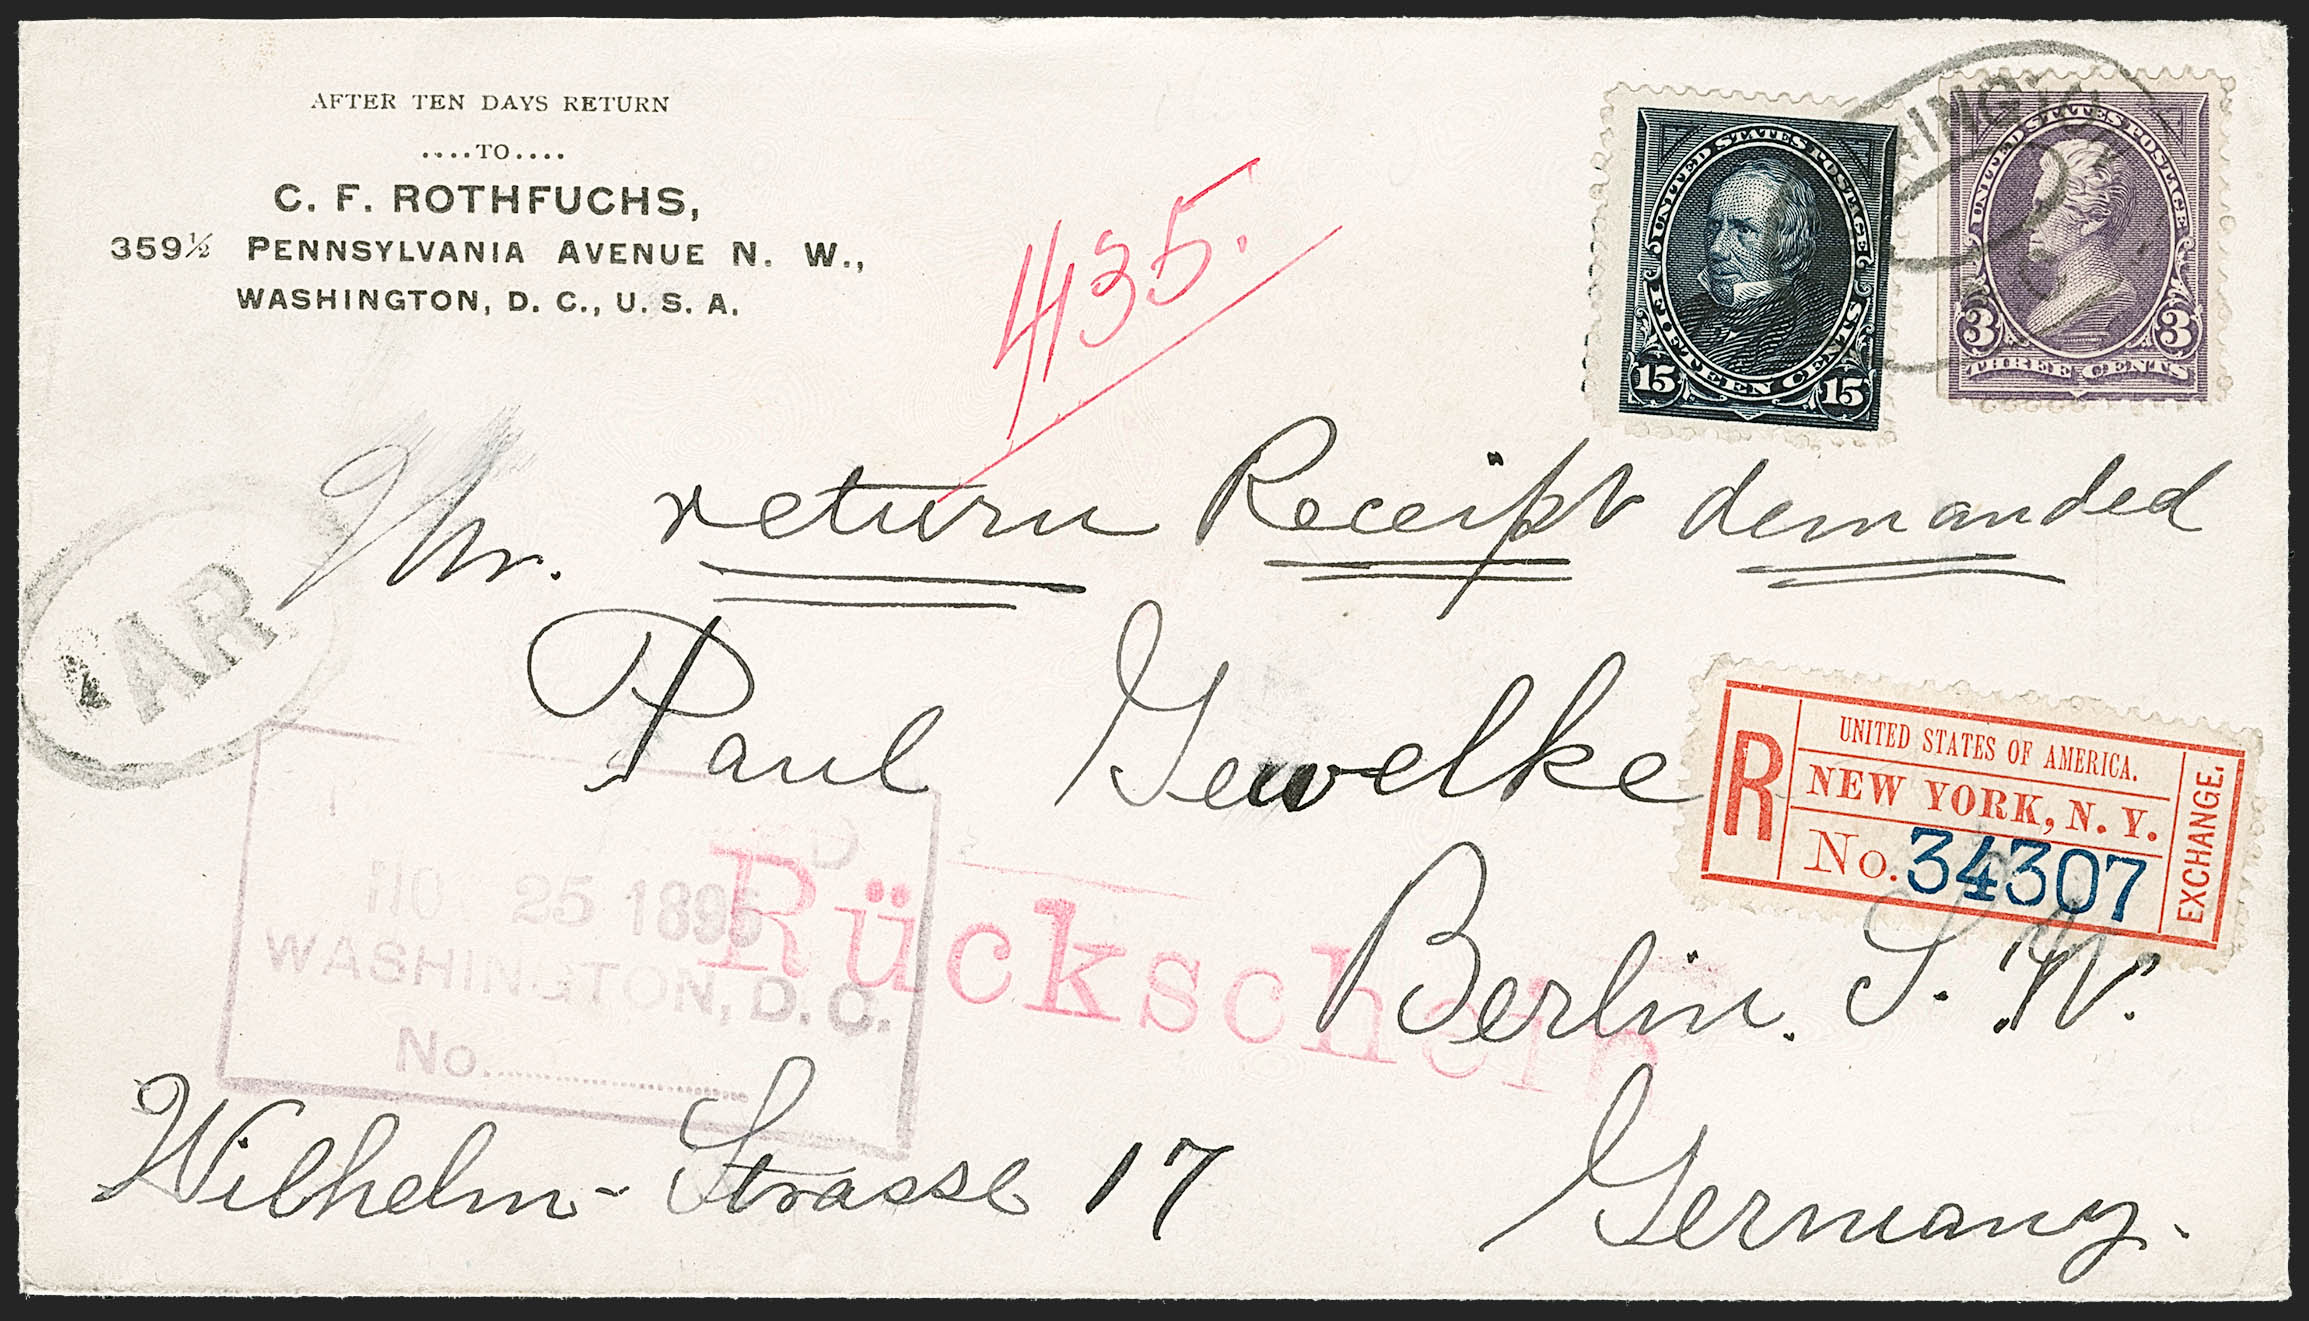 AFTER TEN DAYS RETURN
....TO....
C. F. ROTHFUCHS,
359½ PENNSYLVANIA AVENUE N. W.,
WASHINGTON, D. C., U. S. A.
435.
UNITED STATES POSTAGE
FIFTEEN CENTS
15 15
UNITED STATES POSTAGE
3 3
THREE CENTS
Mr. return Receipt demanded
AR
Paul Gewelke
R
UNITED STATES OF AMERICA.
NEW YORK, N. Y.
No. 34307
EXCHANGE.
Berlin. S. W.
Rückschein
25 1895
WASHINGTON, D. C.
No. ..............
Wilhelm-Strasse 17
Germany.